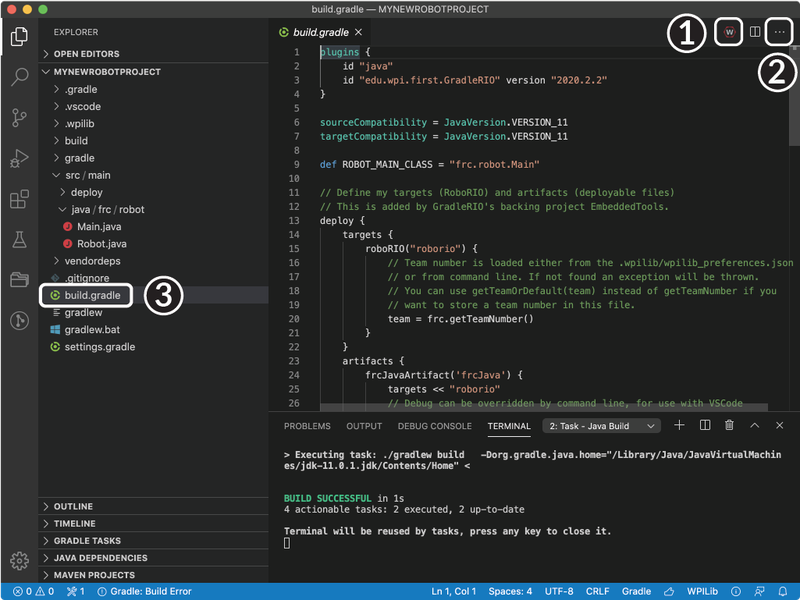 build.gradle — MYNEWROBOTPROJECT
EXPLORER
OPEN EDITORS
MYNEWROBOTPROJECT
.gradle
.vscode
.wpilib
build
gradle
src / main
deploy
java / frc / robot
Main.java
Robot.java
vendordeps
.gitignore
build.gradle
3
gradlew
gradlew.bat
settings.gradle
OUTLINE
TIMELINE
GRADLE TASKS
JAVA DEPENDENCIES
MAVEN PROJECTS
build.gradle
1
W
2
1 plugins {
2 id "java"
3 id "edu.wpi.first.GradleRIO" version "2020.2.2"
4 }
5
6 sourceCompatibility = JavaVersion.VERSION_11
7 targetCompatibility = JavaVersion.VERSION_11
8
9 def ROBOT_MAIN_CLASS = "frc.robot.Main"
10
11 // Define my targets (RoboRIO) and artifacts (deployable files)
12 // This is added by GradleRIO's backing project EmbeddedTools.
13 deploy {
14 targets {
15 roboRIO("roborio") {
16 // Team number is loaded either from the .wpilib/wpilib_preferences.json
17 // or from command line. If not found an exception will be thrown.
18 // You can use getTeamOrDefault(team) instead of getTeamNumber if you
19 // want to store a team number in this file.
20 team = frc.getTeamNumber()
21 }
22 }
23 artifacts {
24 frcJavaArtifact('frcJava') {
25 targets << "roborio"
26 // Debug can be overridden by command line, for use with VSCode
PROBLEMS OUTPUT DEBUG CONSOLE TERMINAL 2: Task - Java Build
> Executing task: ./gradlew build -Dorg.gradle.java.home="/Library/Java/JavaVirtualMachin
es/jdk-11.0.1.jdk/Contents/Home" <
BUILD SUCCESSFUL in 1s
4 actionable tasks: 2 executed, 2 up-to-date
Terminal will be reused by tasks, press any key to close it.
0 0 1 Gradle: Build Error Ln 1, Col 1 Spaces: 4 UTF-8 CRLF Gradle WPILib